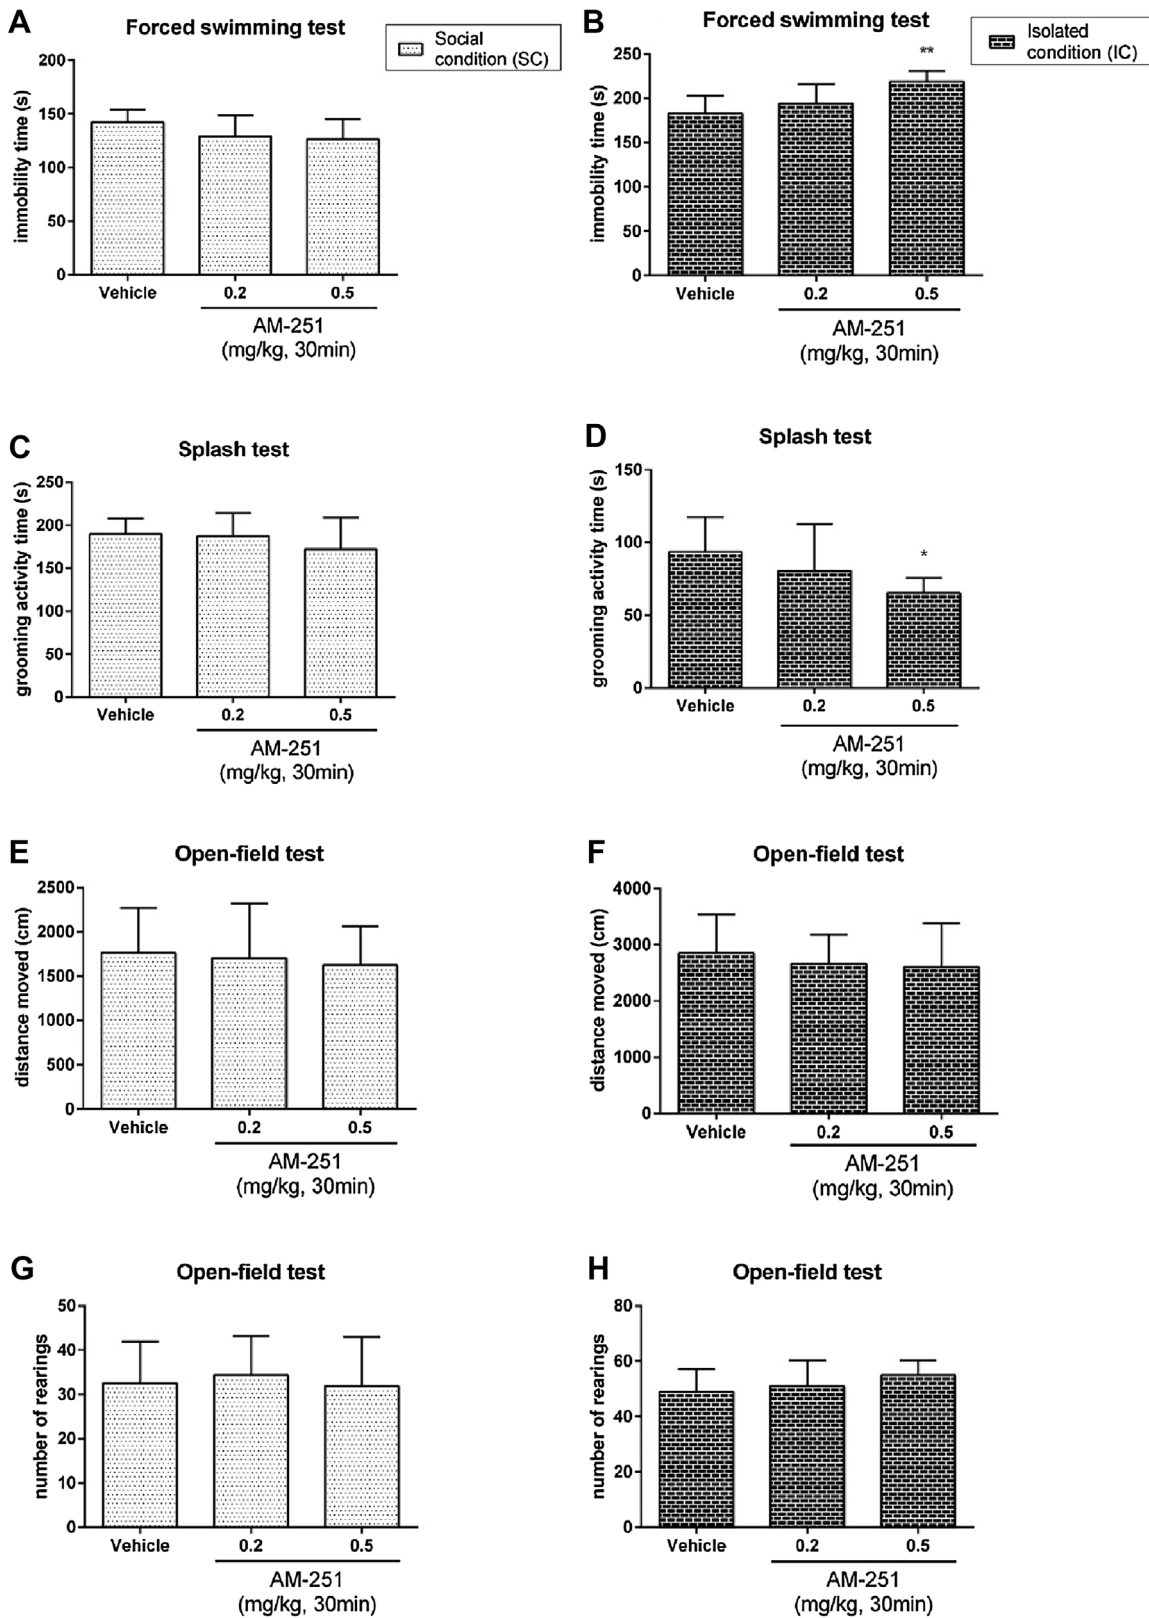 A
Forced swimming test
Social
condition (SC)
immobility time (s)
200
150
100
50
0
Vehicle
0.2
0.5
AM-251
(mg/kg, 30min)
B
Forced swimming test
Isolated
condition (IC)
immobility time (s)
250
200
150
100
50
0
**
Vehicle
0.2
0.5
AM-251
(mg/kg, 30min)
C
Splash test
grooming activity time (s)
250
200
150
100
50
0
Vehicle
0.2
0.5
AM-251
(mg/kg, 30min)
D
Splash test
grooming activity time (s)
150
100
50
0
*
Vehicle
0.2
0.5
AM-251
(mg/kg, 30min)
E
Open-field test
distance moved (cm)
2500
2000
1500
1000
500
0
Vehicle
0.2
0.5
AM-251
(mg/kg, 30min)
F
Open-field test
distance moved (cm)
4000
3000
2000
1000
0
Vehicle
0.2
0.5
AM-251
(mg/kg, 30min)
G
Open-field test
number of rearings
50
40
30
20
10
0
Vehicle
0.2
0.5
AM-251
(mg/kg, 30min)
H
Open-field test
number of rearings
80
60
40
20
0
Vehicle
0.2
0.5
AM-251
(mg/kg, 30min)